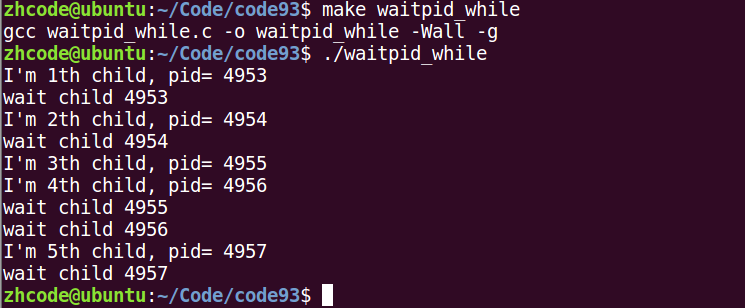 zhcode@ubuntu:~/Code/code93$ make waitpid_while
gcc waitpid_while.c -o waitpid_while -Wall -g
zhcode@ubuntu:~/Code/code93$ ./waitpid_while
I'm 1th child, pid= 4953
wait child 4953
I'm 2th child, pid= 4954
wait child 4954
I'm 3th child, pid= 4955
I'm 4th child, pid= 4956
wait child 4955
wait child 4956
I'm 5th child, pid= 4957
wait child 4957
zhcode@ubuntu:~/Code/code93$